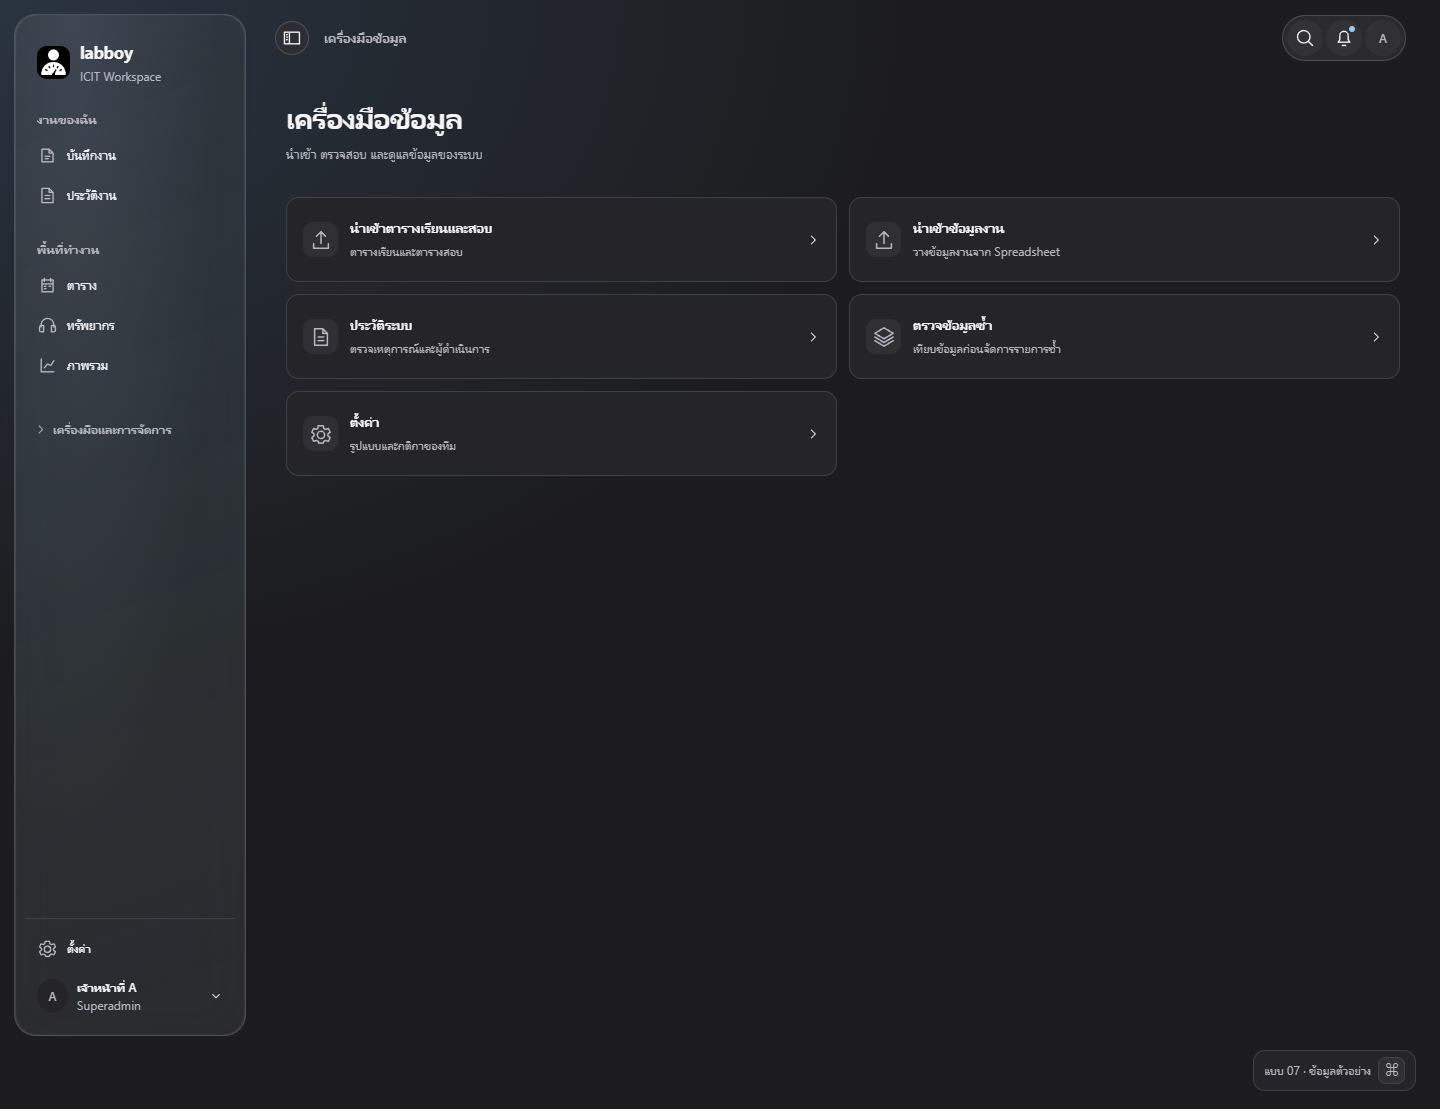 labboy
ICIT Workspace
งานของฉัน
บันทึกงาน
ประวัติงาน
พื้นที่ทำงาน
ตาราง
ทรัพยากร
ภาพรวม
เครื่องมือและการจัดการ
ตั้งค่า
A
เจ้าหน้าที่ A
Superadmin
เครื่องมือข้อมูล
A
เครื่องมือข้อมูล
นำเข้า ตรวจสอบ และดูแลข้อมูลของระบบ
นำเข้าตารางเรียนและสอบ
ตารางเรียนและตารางสอบ
นำเข้าข้อมูลงาน
วางข้อมูลงานจาก Spreadsheet
ประวัติระบบ
ตรวจเหตุการณ์และผู้ดำเนินการ
ตรวจข้อมูลซ้ำ
เทียบข้อมูลก่อนจัดการรายการซ้ำ
ตั้งค่า
รูปแบบและกติกาของทีม
แบบ 07 · ข้อมูลตัวอย่าง ⌘